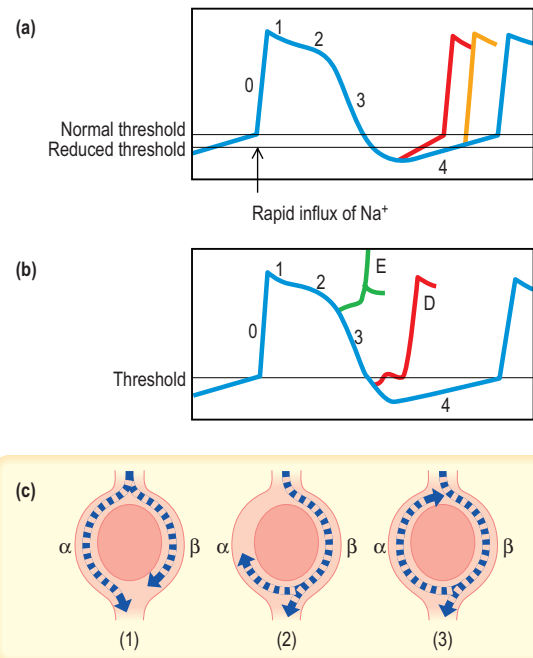 (a)
1
2
0
3
Normal threshold
Reduced threshold
4
Rapid influx of Na⁺
(b)
E
1
2
D
0
3
Threshold
4
(c)
α β α β α β
(1) (2) (3)